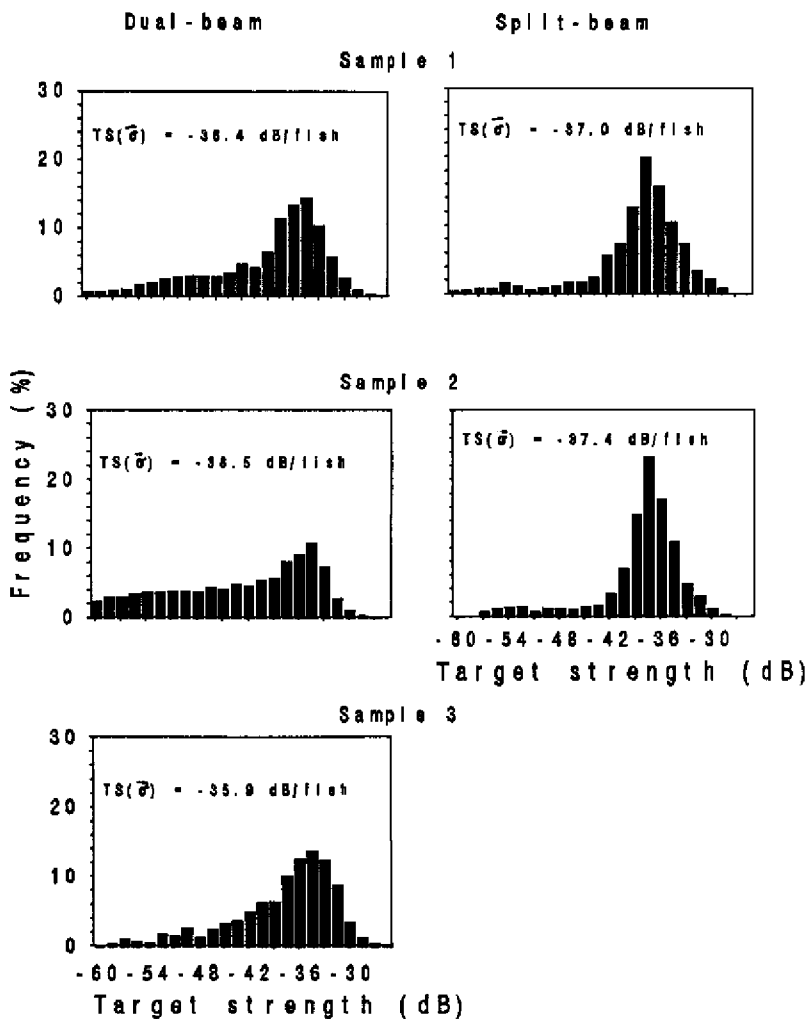 Dual-beam Split-beam
Sample 1
30
20
10
0
TS(σ̄) = -36.4 dB/fish
TS(σ̄) = -37.0 dB/fish
Sample 2
Frequency (%)
30
20
10
0
TS(σ̄) = -38.5 dB/fish
TS(σ̄) = -37.4 dB/fish
-60 -54 -48 -42 -36 -30
Target strength (dB)
Sample 3
30
20
10
0
TS(σ̄) = -35.9 dB/fish
-60 -54 -48 -42 -36 -30
Target strength (dB)